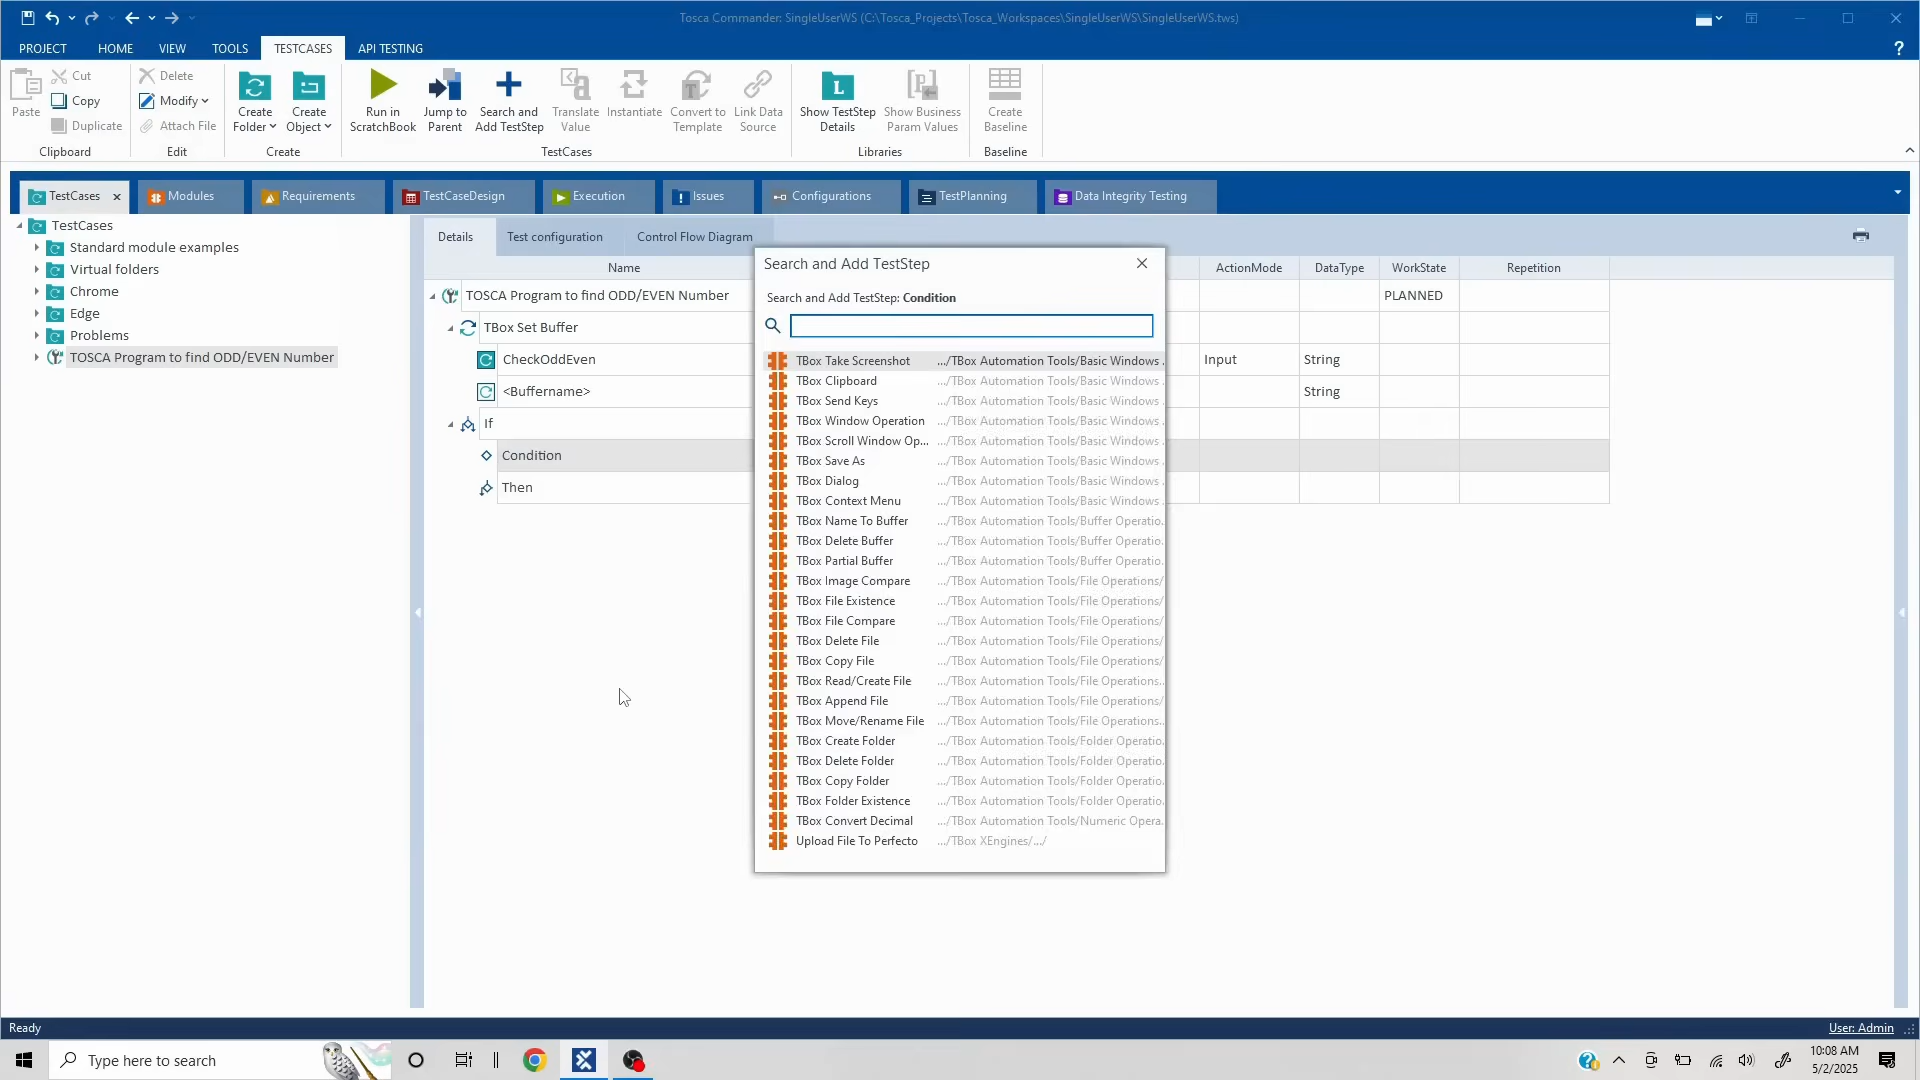 Tosca Commander: SingleUserWS (C:\Tosca_Projects\Tosca_Workspaces\SingleUserWS\SingleUserWS.tws)
PROJECT HOME VIEW TOOLS TESTCASES API TESTING ?
Paste
Cut
Copy
Duplicate
Clipboard
Delete
Modify
Attach File
Edit
Create Folder
Create Object
Create
Run in ScratchBook
Jump to Parent
Search and Add TestStep
Translate Value
Instantiate
Convert to Template
Link Data Source
TestCases
Show TestStep Details
Show Business Param Values
Libraries
Create Baseline
Baseline
TestCases Modules Requirements TestCaseDesign Execution Issues Configurations TestPlanning Data Integrity Testing
TestCases
Standard module examples
Virtual folders
Chrome
Edge
Problems
TOSCA Program to find ODD/EVEN Number
Details Test configuration Control Flow Diagram
Name ActionMode DataType WorkState Repetition
TOSCA Program to find ODD/EVEN Number PLANNED
TBox Set Buffer
CheckOddEven Input String
<Buffername> String
If
Condition
Then
Search and Add TestStep
Search and Add TestStep: Condition
TBox Take Screenshot .../TBox Automation Tools/Basic Windows .
TBox Clipboard .../TBox Automation Tools/Basic Windows .
TBox Send Keys .../TBox Automation Tools/Basic Windows .
TBox Window Operation .../TBox Automation Tools/Basic Windows .
TBox Scroll Window Op... .../TBox Automation Tools/Basic Windows .
TBox Save As .../TBox Automation Tools/Basic Windows .
TBox Dialog .../TBox Automation Tools/Basic Windows .
TBox Context Menu .../TBox Automation Tools/Basic Windows .
TBox Name To Buffer .../TBox Automation Tools/Buffer Operatio.
TBox Delete Buffer .../TBox Automation Tools/Buffer Operatio.
TBox Partial Buffer .../TBox Automation Tools/Buffer Operatio.
TBox Image Compare .../TBox Automation Tools/File Operations/
TBox File Existence .../TBox Automation Tools/File Operations/
TBox File Compare .../TBox Automation Tools/File Operations/
TBox Delete File .../TBox Automation Tools/File Operations/
TBox Copy File .../TBox Automation Tools/File Operations/
TBox Read/Create File .../TBox Automation Tools/File Operations..
TBox Append File .../TBox Automation Tools/File Operations/
TBox Move/Rename File .../TBox Automation Tools/File Operations..
TBox Create Folder .../TBox Automation Tools/Folder Operatio.
TBox Delete Folder .../TBox Automation Tools/Folder Operatio.
TBox Copy Folder .../TBox Automation Tools/Folder Operatio.
TBox Folder Existence .../TBox Automation Tools/Folder Operatio.
TBox Convert Decimal .../TBox Automation Tools/Numeric Opera.
Upload File To Perfecto .../TBox XEngines/.../
Ready User: Admin
Type here to search
10:08 AM
5/2/2025